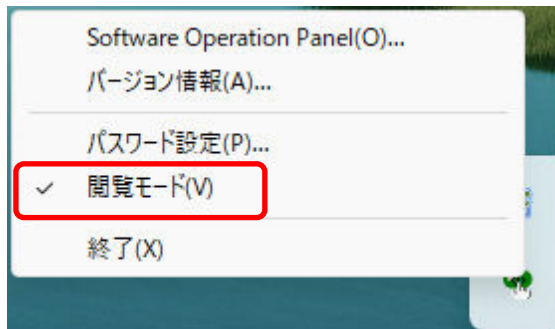 Software Operation Panel(O)...
バージョン情報(A)...
パスワード設定(P)...
閲覧モード(V)
終了(X)